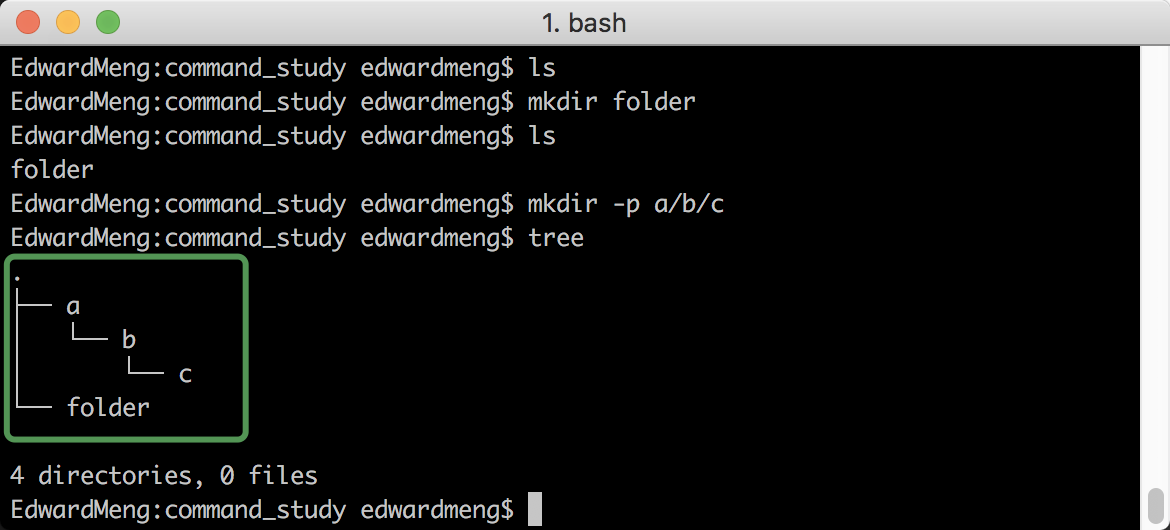 1. bash
EdwardMeng:command_study edwardmeng$ ls
EdwardMeng:command_study edwardmeng$ mkdir folder
EdwardMeng:command_study edwardmeng$ ls
folder
EdwardMeng:command_study edwardmeng$ mkdir -p a/b/c
EdwardMeng:command_study edwardmeng$ tree
.
├── a
│   └── b
│       └── c
└── folder
4 directories, 0 files
EdwardMeng:command_study edwardmeng$